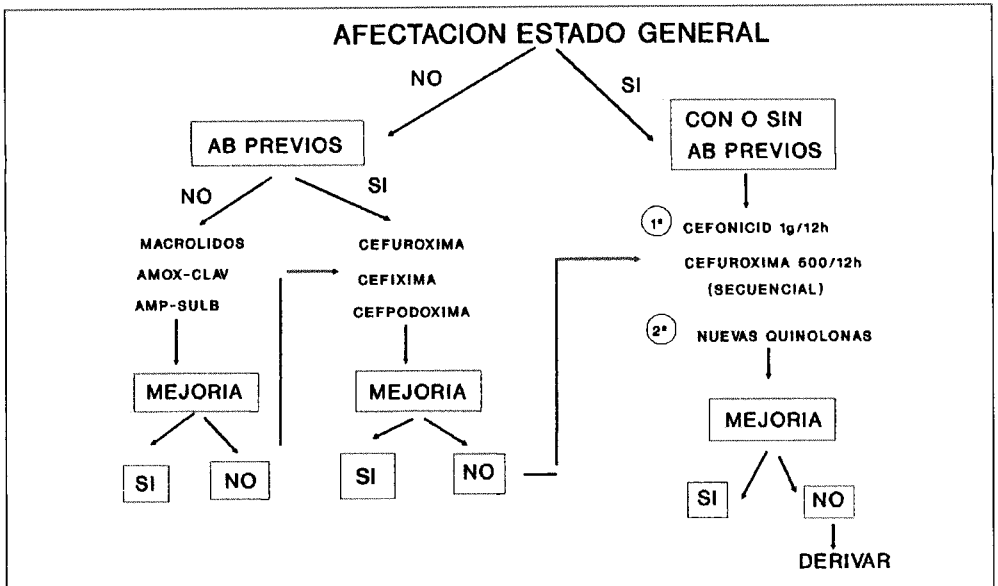 AFECTACION ESTADO GENERAL
NO
SI
AB PREVIOS
CON O SIN
AB PREVIOS
NO
SI
MACROLIDOS
AMOX-CLAV
AMP-SULB
CEFUROXIMA
CEFIXIMA
CEFPODOXIMA
1ª CEFONICID 1g/12h
CEFUROXIMA 500/12h
(SECUENCIAL)
2ª NUEVAS QUINOLONAS
MEJORIA
MEJORIA
MEJORIA
SI
NO
SI
NO
SI
NO
DERIVAR